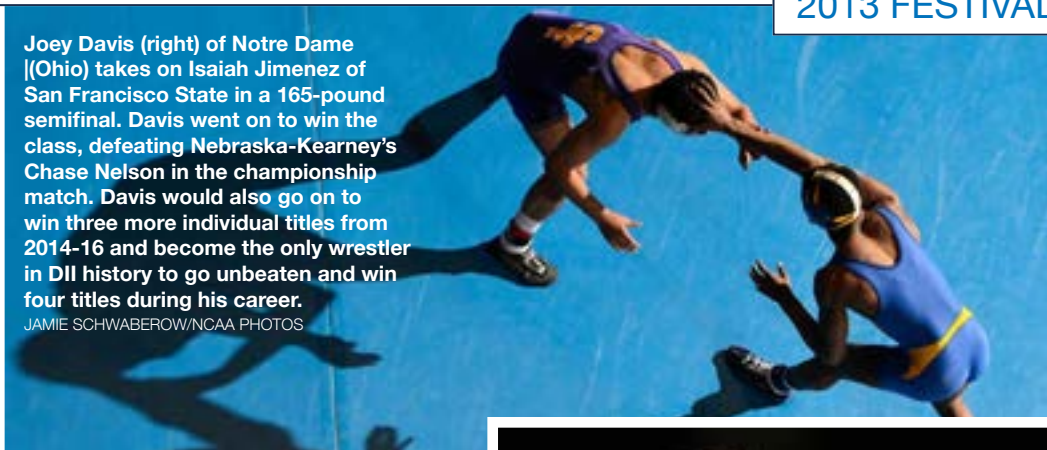 2013 FESTIVAL
Joey Davis (right) of Notre Dame
|(Ohio) takes on Isaiah Jimenez of
San Francisco State in a 165-pound
semifinal. Davis went on to win the
class, defeating Nebraska-Kearney’s
Chase Nelson in the championship
match. Davis would also go on to
win three more individual titles from
2014-16 and become the only wrestler
in DII history to go unbeaten and win
four titles during his career.
JAMIE SCHWABEROW/NCAA PHOTOS